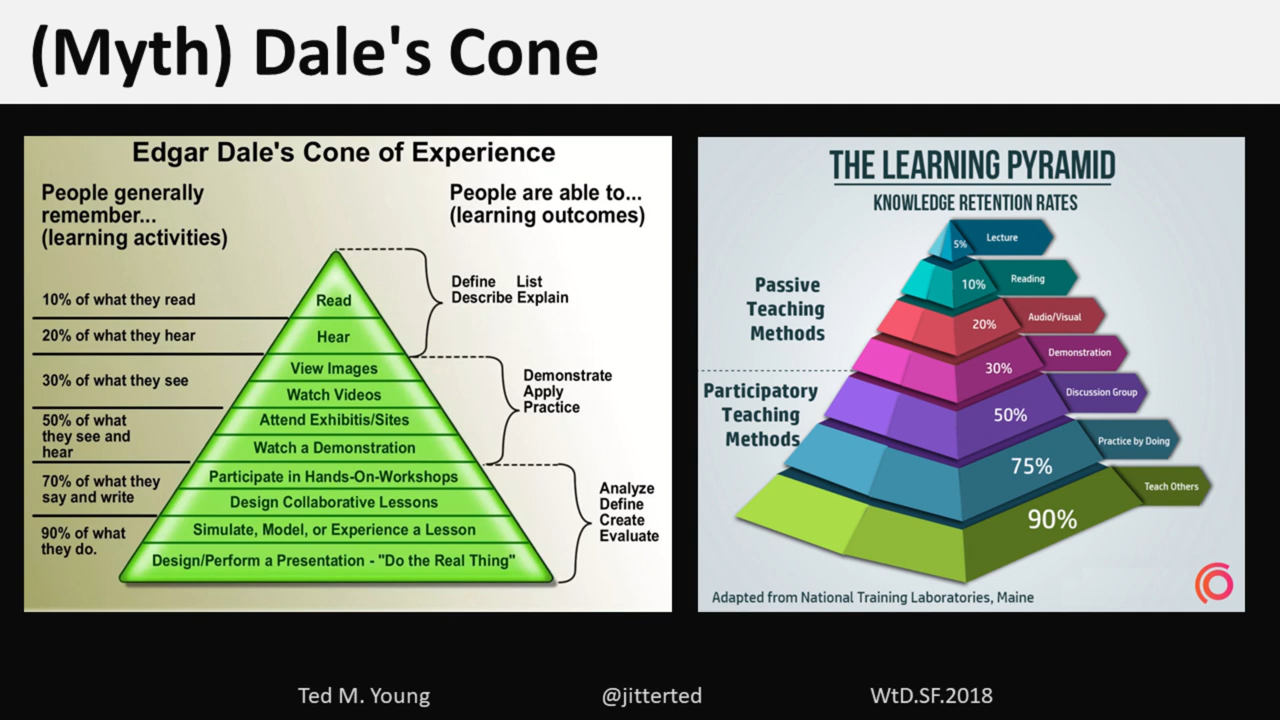 (Myth) Dale's Cone
Edgar Dale's Cone of Experience
People generally
remember...
(learning activities)
People are able to...
(learning outcomes)
10% of what they read
20% of what they hear
30% of what they see
50% of what
they see and
hear
70% of what they
say and write
90% of what
they do.
Read
Hear
View Images
Watch Videos
Attend Exhibitis/Sites
Watch a Demonstration
Participate in Hands-On-Workshops
Design Collaborative Lessons
Simulate, Model, or Experience a Lesson
Design/Perform a Presentation - "Do the Real Thing"
Define List
Describe Explain
Demonstrate
Apply
Practice
Analyze
Define
Create
Evaluate
THE LEARNING PYRAMID
KNOWLEDGE RETENTION RATES
Passive
Teaching
Methods
Participatory
Teaching
Methods
5% Lecture
10% Reading
20% Audio/Visual
30% Demonstration
50% Discussion Group
75% Practice by Doing
90% Teach Others
Adapted from National Training Laboratories, Maine
Ted M. Young @jitterted WtD.SF.2018